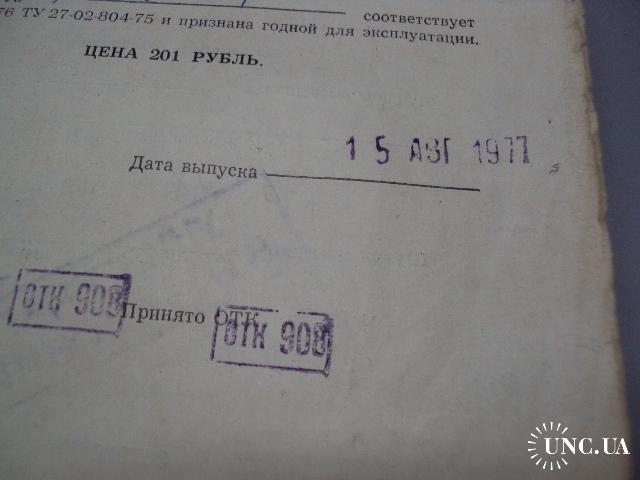 соответствует
76 ТУ 27-02-804-75 и признана годной для эксплуатации.
ЦЕНА 201 РУБЛЬ.
Дата выпуска 15 АВГ 1977
ОТК 908 Принято ОТК
ОТК 908
UNC.UA